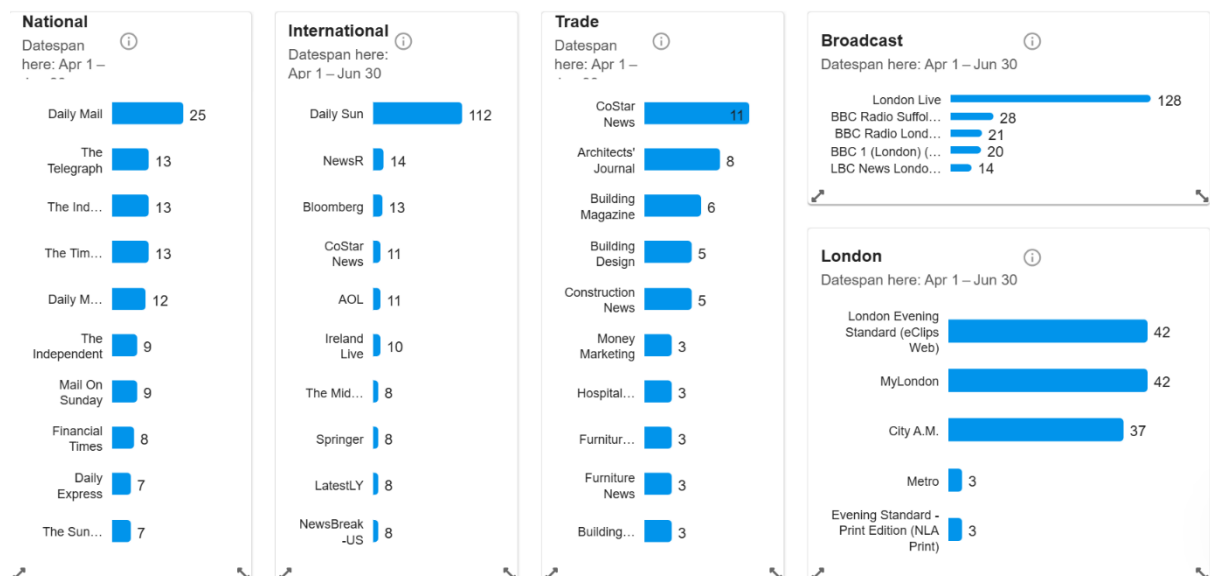 National
Datespan
here: Apr 1 –
Daily Mail
25
The
Telegraph
13
The Ind...
13
The Tim...
13
Daily M...
12
The
Independent
9
Mail On
Sunday
9
Financial
Times
8
Daily
Express
7
The Sun...
7
International
Datespan here:
Apr 1 – Jun 30
Daily Sun
112
NewsR
14
Bloomberg
13
CoStar
News
11
AOL
11
Ireland
Live
10
The Mid...
8
Springer
8
LatestLY
8
NewsBreak
-US
8
Trade
Datespan
here: Apr 1 –
CoStar
News
11
Architects'
Journal
8
Building
Magazine
6
Building
Design
5
Construction
News
5
Money
Marketing
3
Hospital...
3
Furnitur...
3
Furniture
News
3
Building...
3
Broadcast
Datespan here: Apr 1 – Jun 30
London Live
128
BBC Radio Suffol...
28
BBC Radio Lond...
21
BBC 1 (London) (...
20
LBC News Londo...
14
London
Datespan here: Apr 1 – Jun 30
London Evening
Standard (eClips
Web)
42
MyLondon
42
City A.M.
37
Metro
3
Evening Standard -
Print Edition (NLA
Print)
3